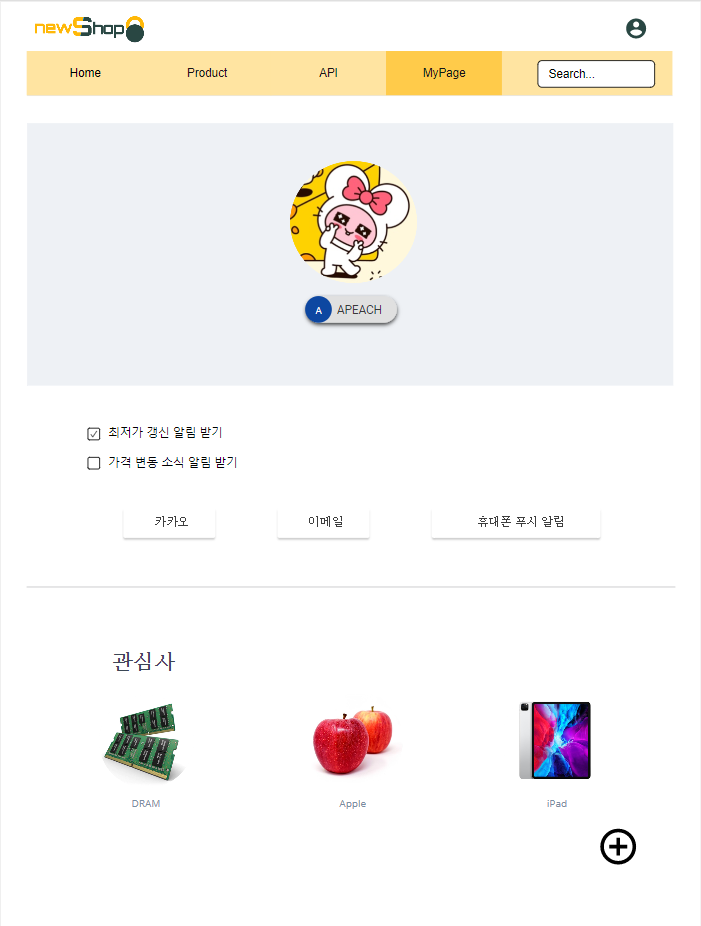 newShop
Home Product API MyPage Search...
A APEACH
최저가 갱신 알림 받기
가격 변동 소식 알림 받기
카카오 이메일 휴대폰 푸시 알림
관심사
DRAM Apple iPad